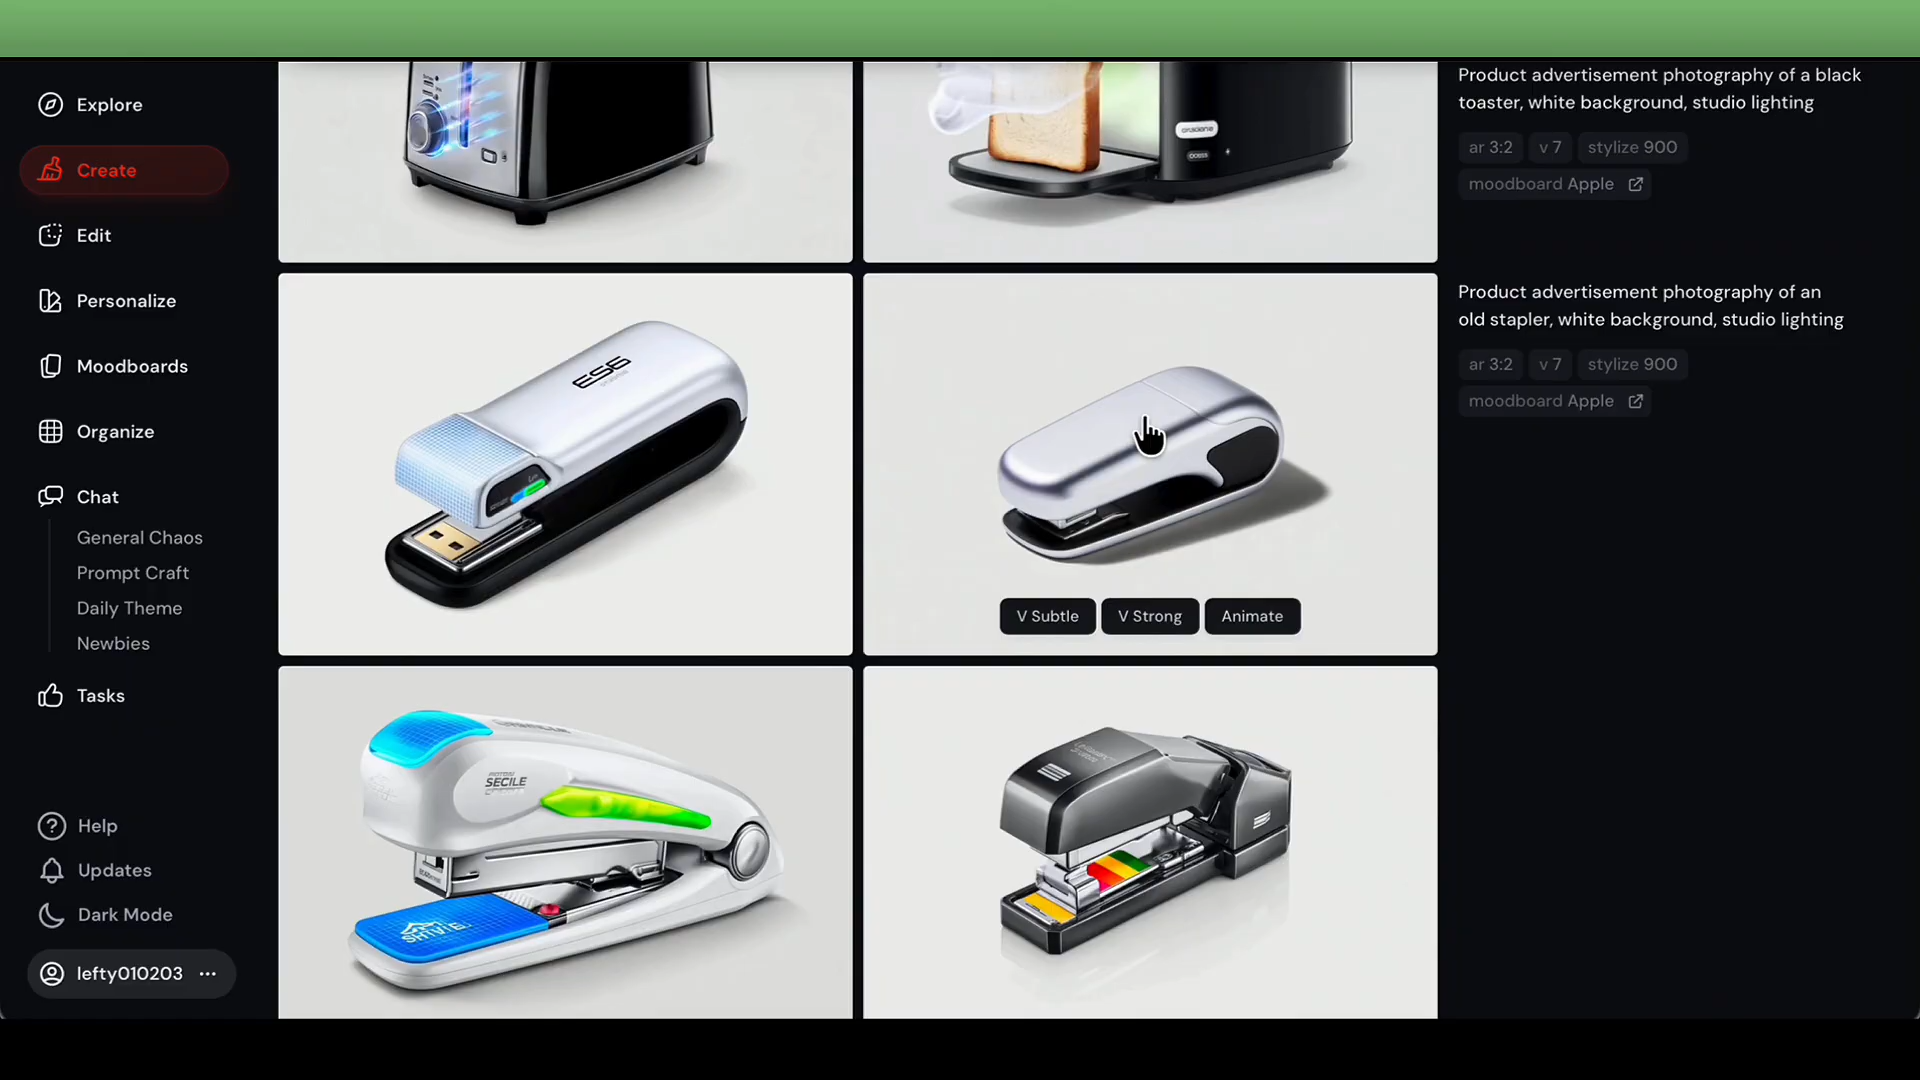 Explore
Create
Edit
Personalize
Moodboards
Organize
Chat
General Chaos
Prompt Craft
Daily Theme
Newbies
Tasks
Help
Updates
Dark Mode
lefty010203
ES6
V Subtle
V Strong
Animate
SECILE
Product advertisement photography of a black
toaster, white background, studio lighting
ar 3:2
v 7
stylize 900
moodboard Apple
Product advertisement photography of an
old stapler, white background, studio lighting
ar 3:2
v 7
stylize 900
moodboard Apple